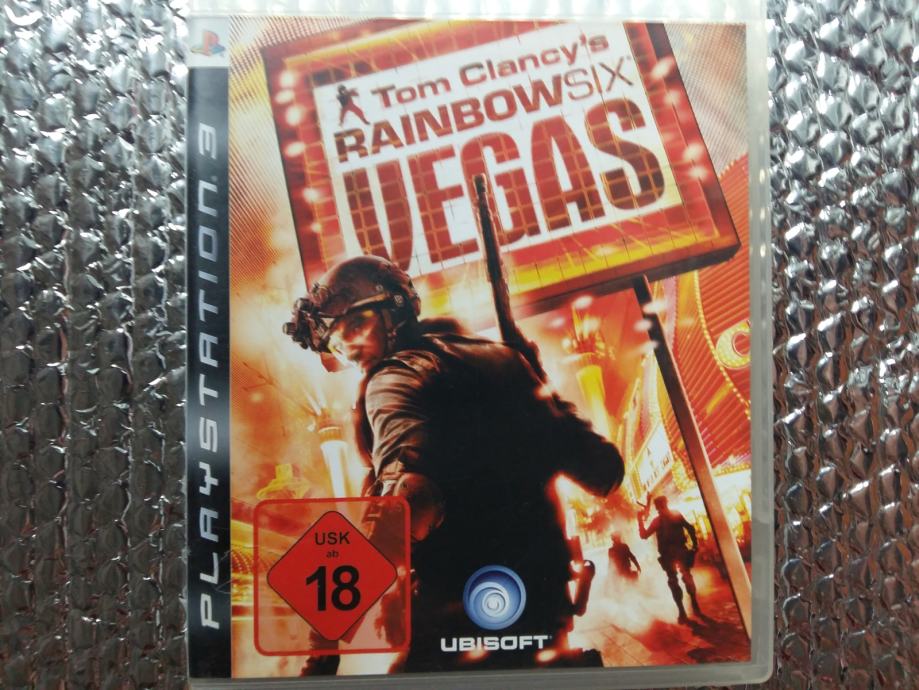 PLAYSTATION 3
Tom Clancy's
RAINBOWSIX
VEGAS
USK
ab
18
UBISOFT